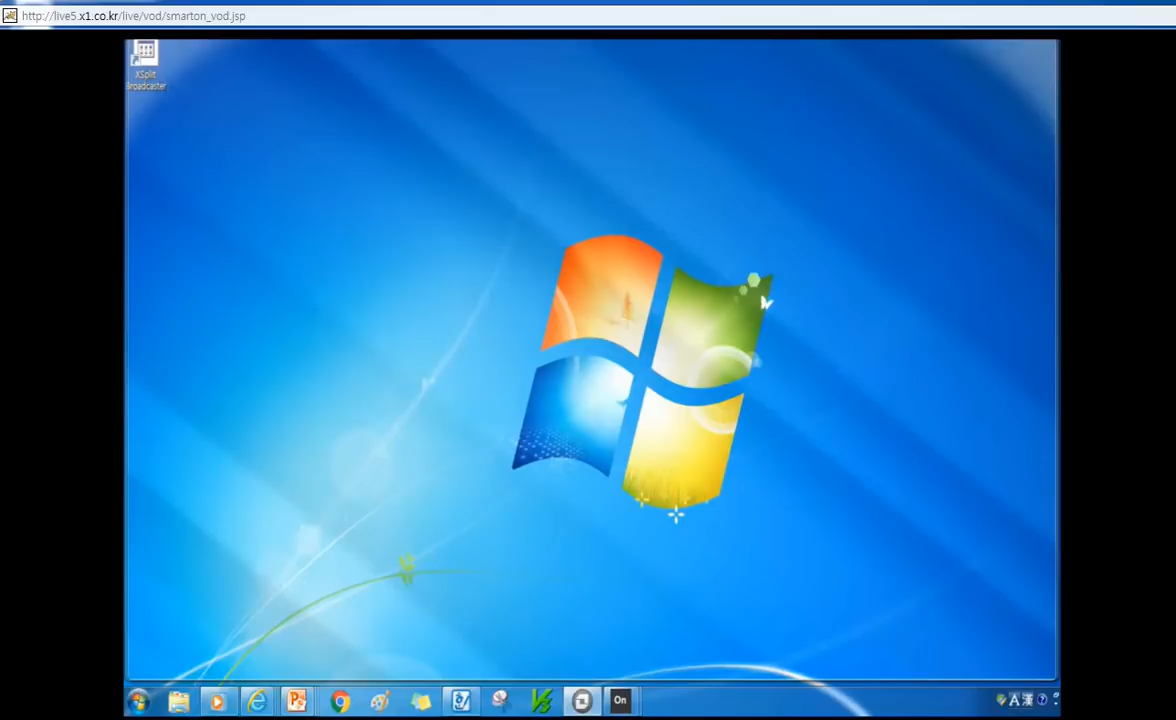 http://live5.x1.co.kr/live/vod/smarton_vod.jsp
XSplit
Broadcaster
On
A 漢